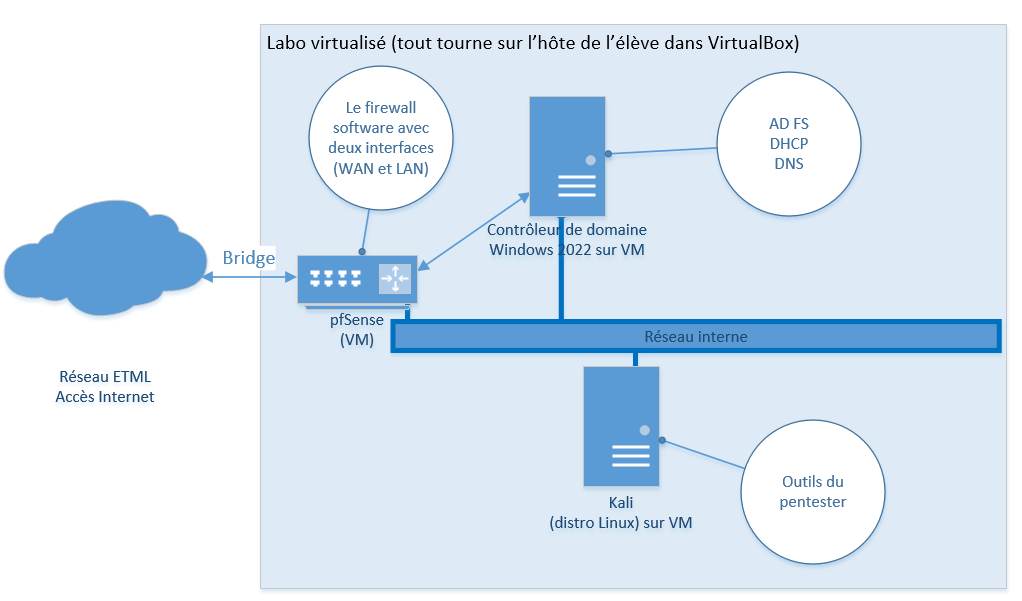 Labo virtualisé (tout tourne sur l’hôte de l’élève dans VirtualBox)
Le firewall
software avec
deux interfaces
(WAN et LAN)
AD FS
DHCP
DNS
Contrôleur de domaine
Windows 2022 sur VM
Bridge
pfSense
(VM)
Réseau interne
Réseau ETML
Accès Internet
Outils du
pentester
Kali
(distro Linux) sur VM